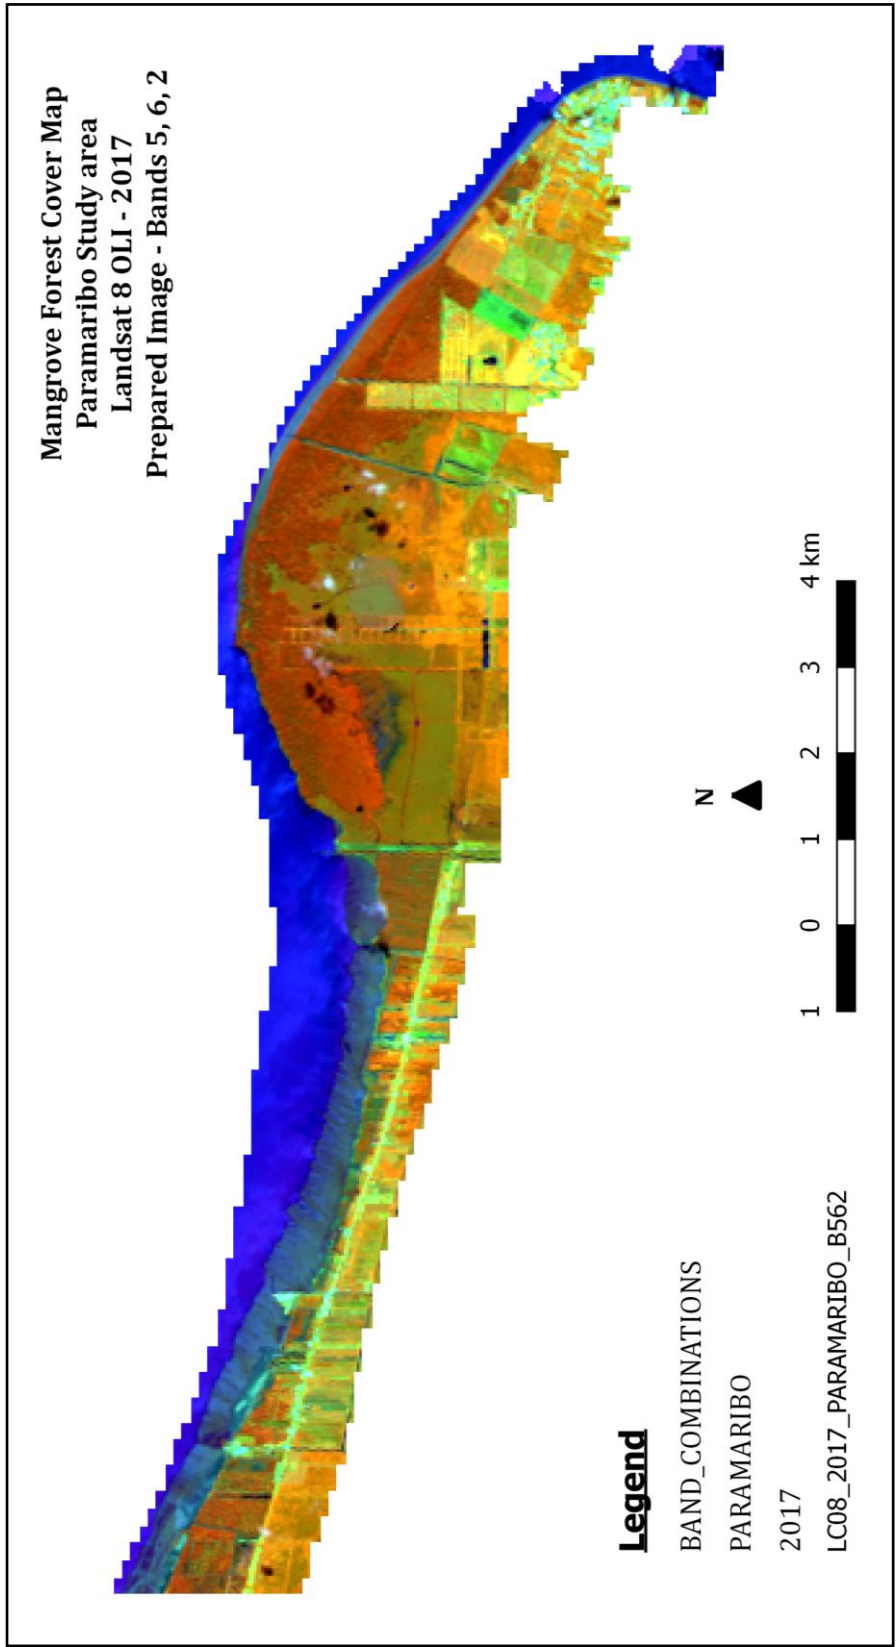 Mangrove Forest Cover Map
Paramaribo Study area
Landsat 8 OLI - 2017
Prepared Image - Bands 5, 6, 2
N
1 0 1 2 3 4 km
Legend
BAND_COMBINATIONS
PARAMARIBO
2017
LC08_2017_PARAMARIBO_B562